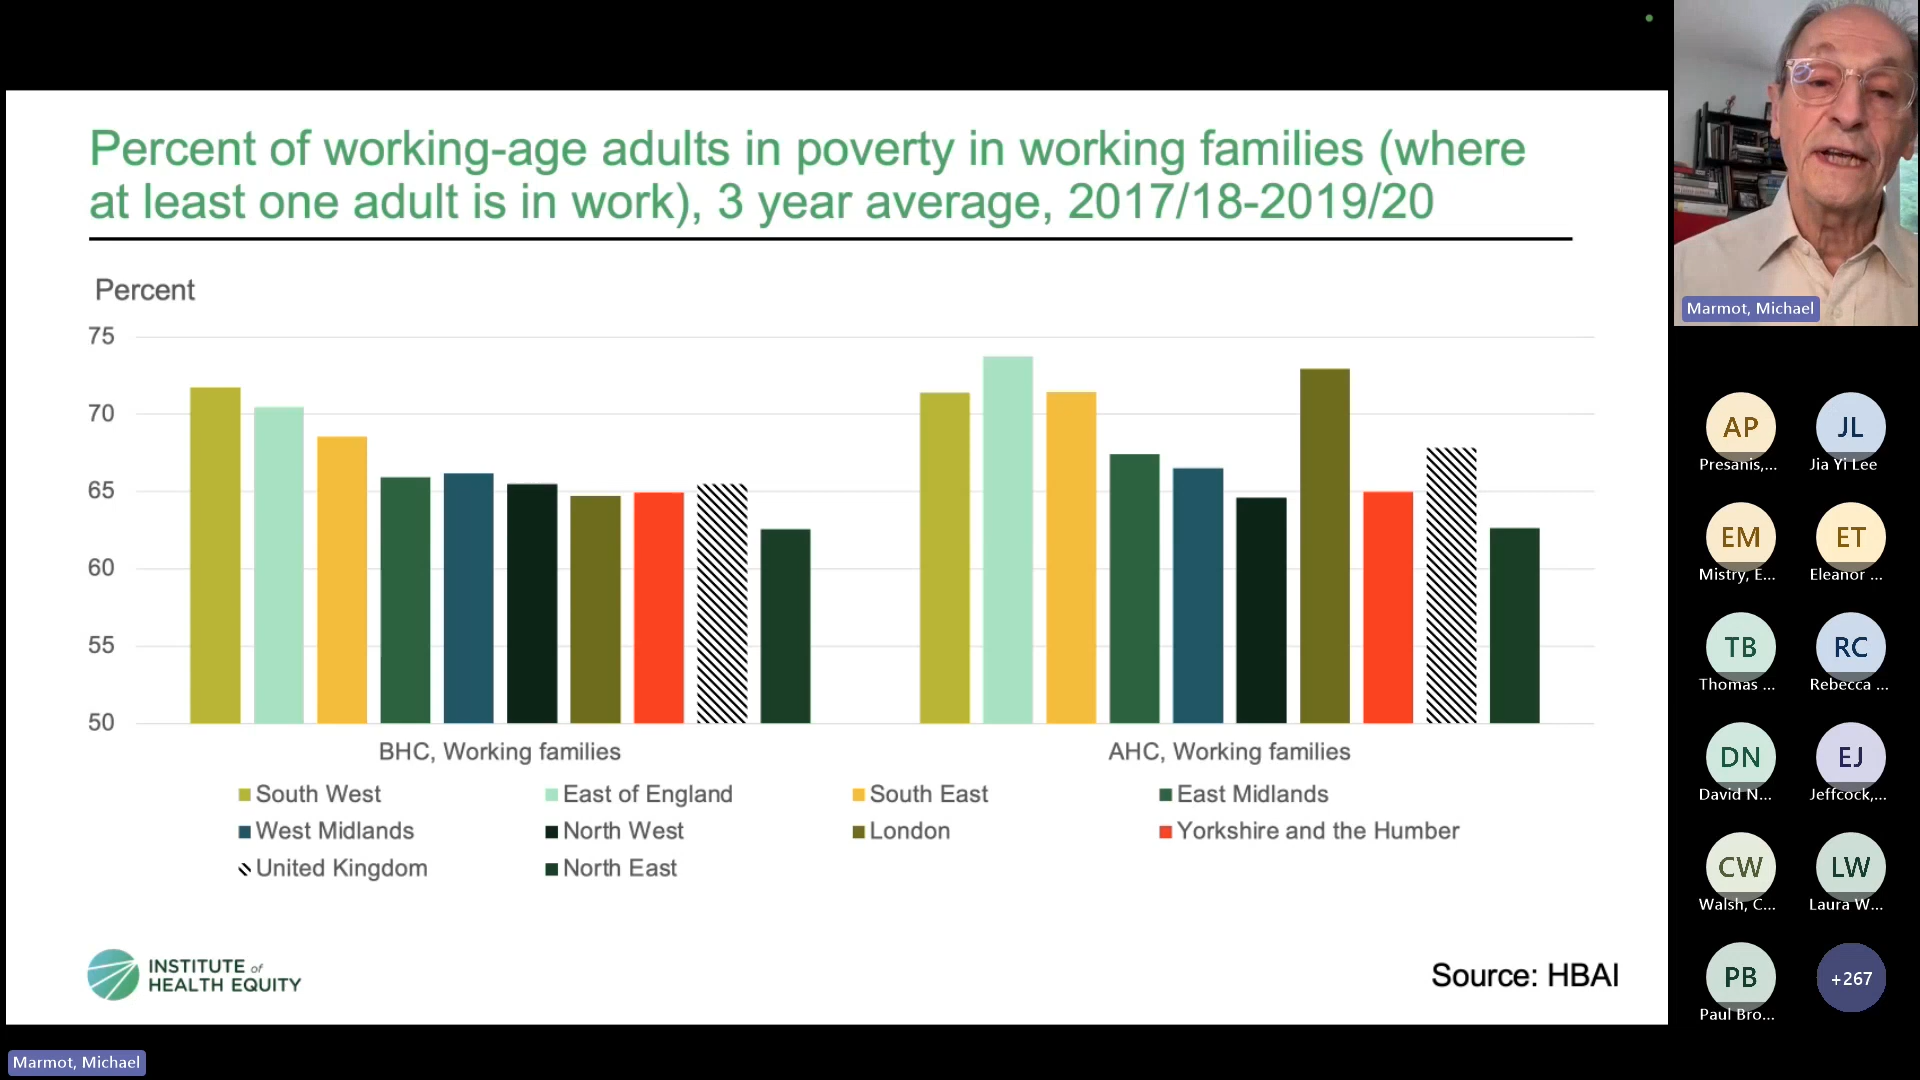 Percent of working-age adults in poverty in working families (where
at least one adult is in work), 3 year average, 2017/18-2019/20
Percent
75
70
65
60
55
50
BHC, Working families
AHC, Working families
South West
East of England
South East
East Midlands
West Midlands
North West
London
Yorkshire and the Humber
United Kingdom
North East
INSTITUTE of
HEALTH EQUITY
Source: HBAI
Marmot, Michael
AP
Presanis,...
JL
Jia Yi Lee
EM
Mistry, E...
ET
Eleanor ...
TB
Thomas ...
RC
Rebecca ...
DN
David N...
EJ
Jeffcock,...
CW
Walsh, C...
LW
Laura W...
PB
Paul Bro...
+267
Marmot, Michael